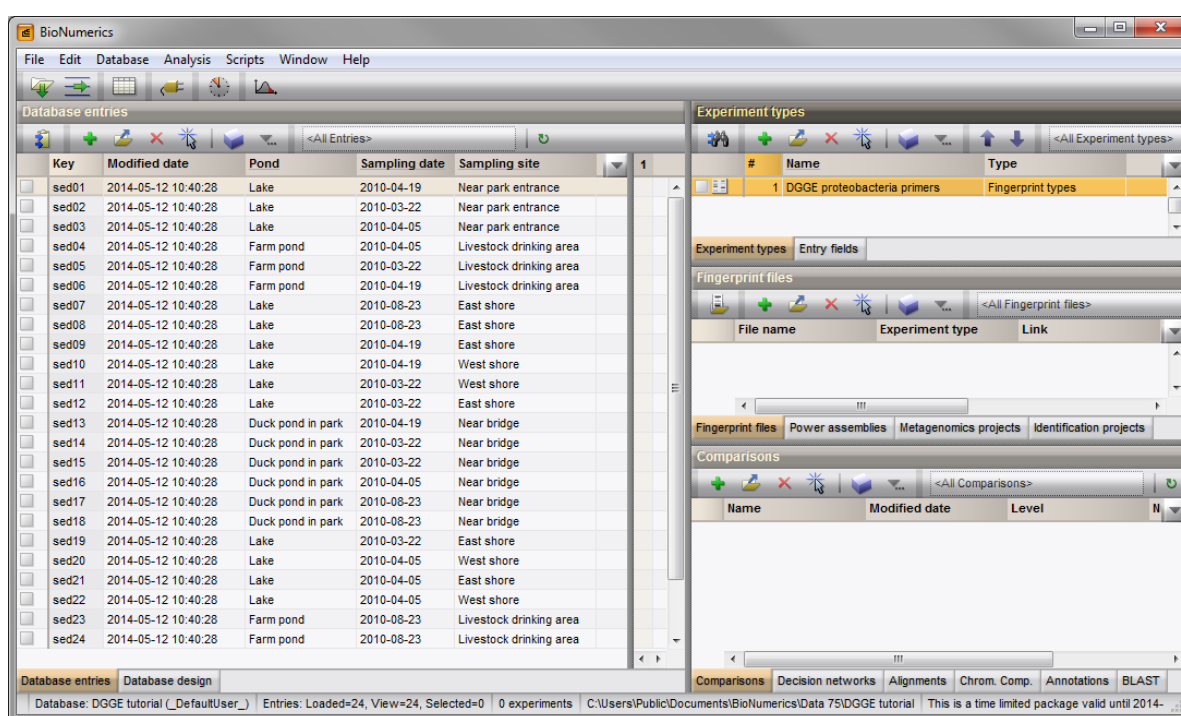 BioNumerics
File Edit Database Analysis Scripts Window Help
Database entries
<All Entries>
Key Modified date Pond Sampling date Sampling site 1
sed01 2014-05-12 10:40:28 Lake 2010-04-19 Near park entrance
sed02 2014-05-12 10:40:28 Lake 2010-03-22 Near park entrance
sed03 2014-05-12 10:40:28 Lake 2010-04-05 Near park entrance
sed04 2014-05-12 10:40:28 Farm pond 2010-04-05 Livestock drinking area
sed05 2014-05-12 10:40:28 Farm pond 2010-03-22 Livestock drinking area
sed06 2014-05-12 10:40:28 Farm pond 2010-04-19 Livestock drinking area
sed07 2014-05-12 10:40:28 Lake 2010-08-23 East shore
sed08 2014-05-12 10:40:28 Lake 2010-08-23 East shore
sed09 2014-05-12 10:40:28 Lake 2010-04-19 East shore
sed10 2014-05-12 10:40:28 Lake 2010-04-19 West shore
sed11 2014-05-12 10:40:28 Lake 2010-03-22 West shore
sed12 2014-05-12 10:40:28 Lake 2010-03-22 East shore
sed13 2014-05-12 10:40:28 Duck pond in park 2010-04-19 Near bridge
sed14 2014-05-12 10:40:28 Duck pond in park 2010-03-22 Near bridge
sed15 2014-05-12 10:40:28 Duck pond in park 2010-03-22 Near bridge
sed16 2014-05-12 10:40:28 Duck pond in park 2010-04-05 Near bridge
sed17 2014-05-12 10:40:28 Duck pond in park 2010-08-23 Near bridge
sed18 2014-05-12 10:40:28 Duck pond in park 2010-08-23 Near bridge
sed19 2014-05-12 10:40:28 Lake 2010-03-22 East shore
sed20 2014-05-12 10:40:28 Lake 2010-04-05 West shore
sed21 2014-05-12 10:40:28 Lake 2010-04-05 East shore
sed22 2014-05-12 10:40:28 Lake 2010-04-05 West shore
sed23 2014-05-12 10:40:28 Farm pond 2010-08-23 Livestock drinking area
sed24 2014-05-12 10:40:28 Farm pond 2010-08-23 Livestock drinking area
Database entries Database design
Experiment types
<All Experiment types>
# Name Type
1 DGGE proteobacteria primers Fingerprint types
Experiment types Entry fields
Fingerprint files
<All Fingerprint files>
File name Experiment type Link
Fingerprint files Power assemblies Metagenomics projects Identification projects
Comparisons
<All Comparisons>
Name Modified date Level N
Comparisons Decision networks Alignments Chrom. Comp. Annotations BLAST
Database: DGGE tutorial (_DefaultUser_) Entries: Loaded=24, View=24, Selected=0 0 experiments C:\Users\Public\Documents\BioNumerics\Data 75\DGGE tutorial This is a time limited package valid until 2014-